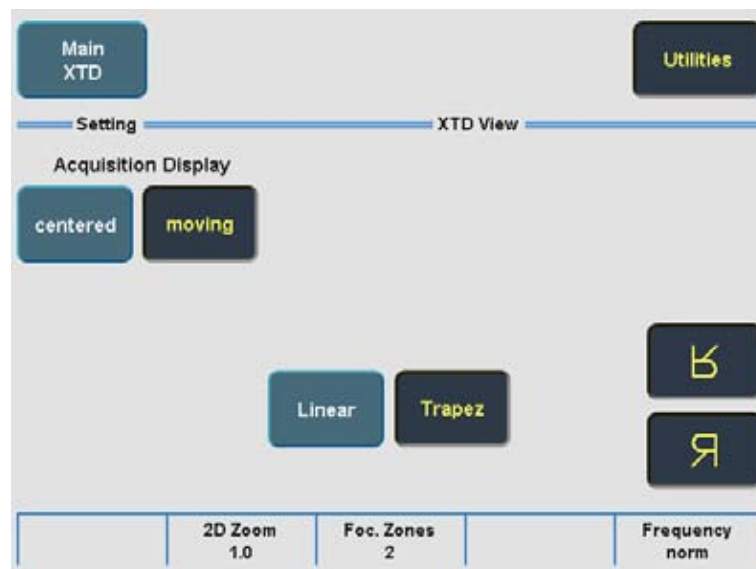 Main
XTD
Utilities
Setting
XTD View
Acquisition Display
centered
moving
R
Linear
Trapez
Я
2D Zoom
1.0
Foc. Zones
2
Frequency
norm